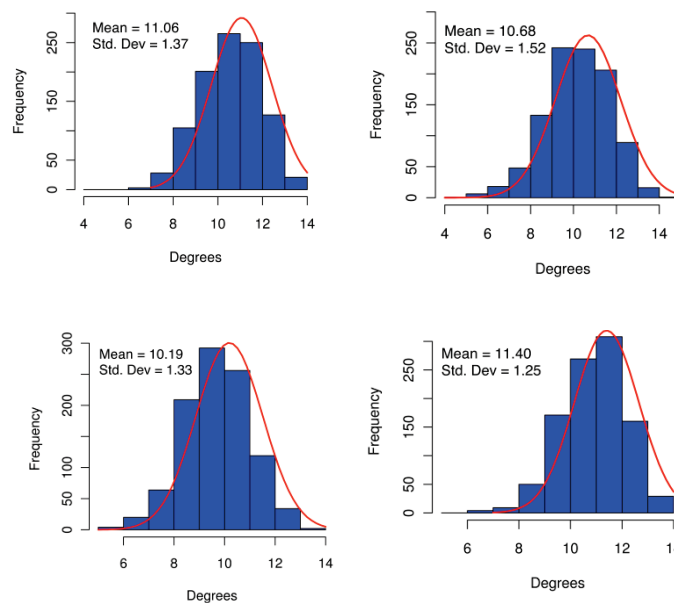 Mean = 11.06
Std. Dev = 1.37
Frequency
0 50 150 250
4 6 8 10 12 14
Degrees
Mean = 10.68
Std. Dev = 1.52
Frequency
0 50 150 250
4 6 8 10 12 14
Degrees
Mean = 10.19
Std. Dev = 1.33
Frequency
0 50 100 200 300
6 8 10 12 14
Degrees
Mean = 11.40
Std. Dev = 1.25
Frequency
0 50 150 250
6 8 10 12 14
Degrees